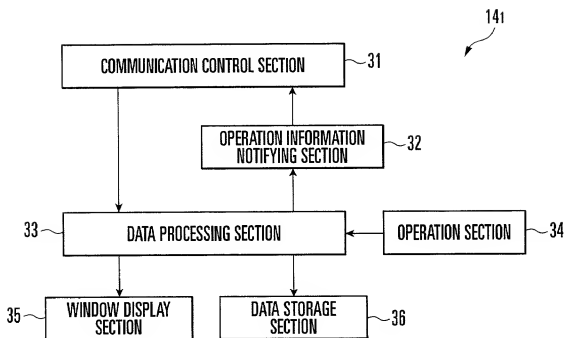 14₁
COMMUNICATION CONTROL SECTION
31
OPERATION INFORMATION
NOTIFYING SECTION
32
33
DATA PROCESSING SECTION
OPERATION SECTION
34
35
WINDOW DISPLAY
SECTION
DATA STORAGE
SECTION
36